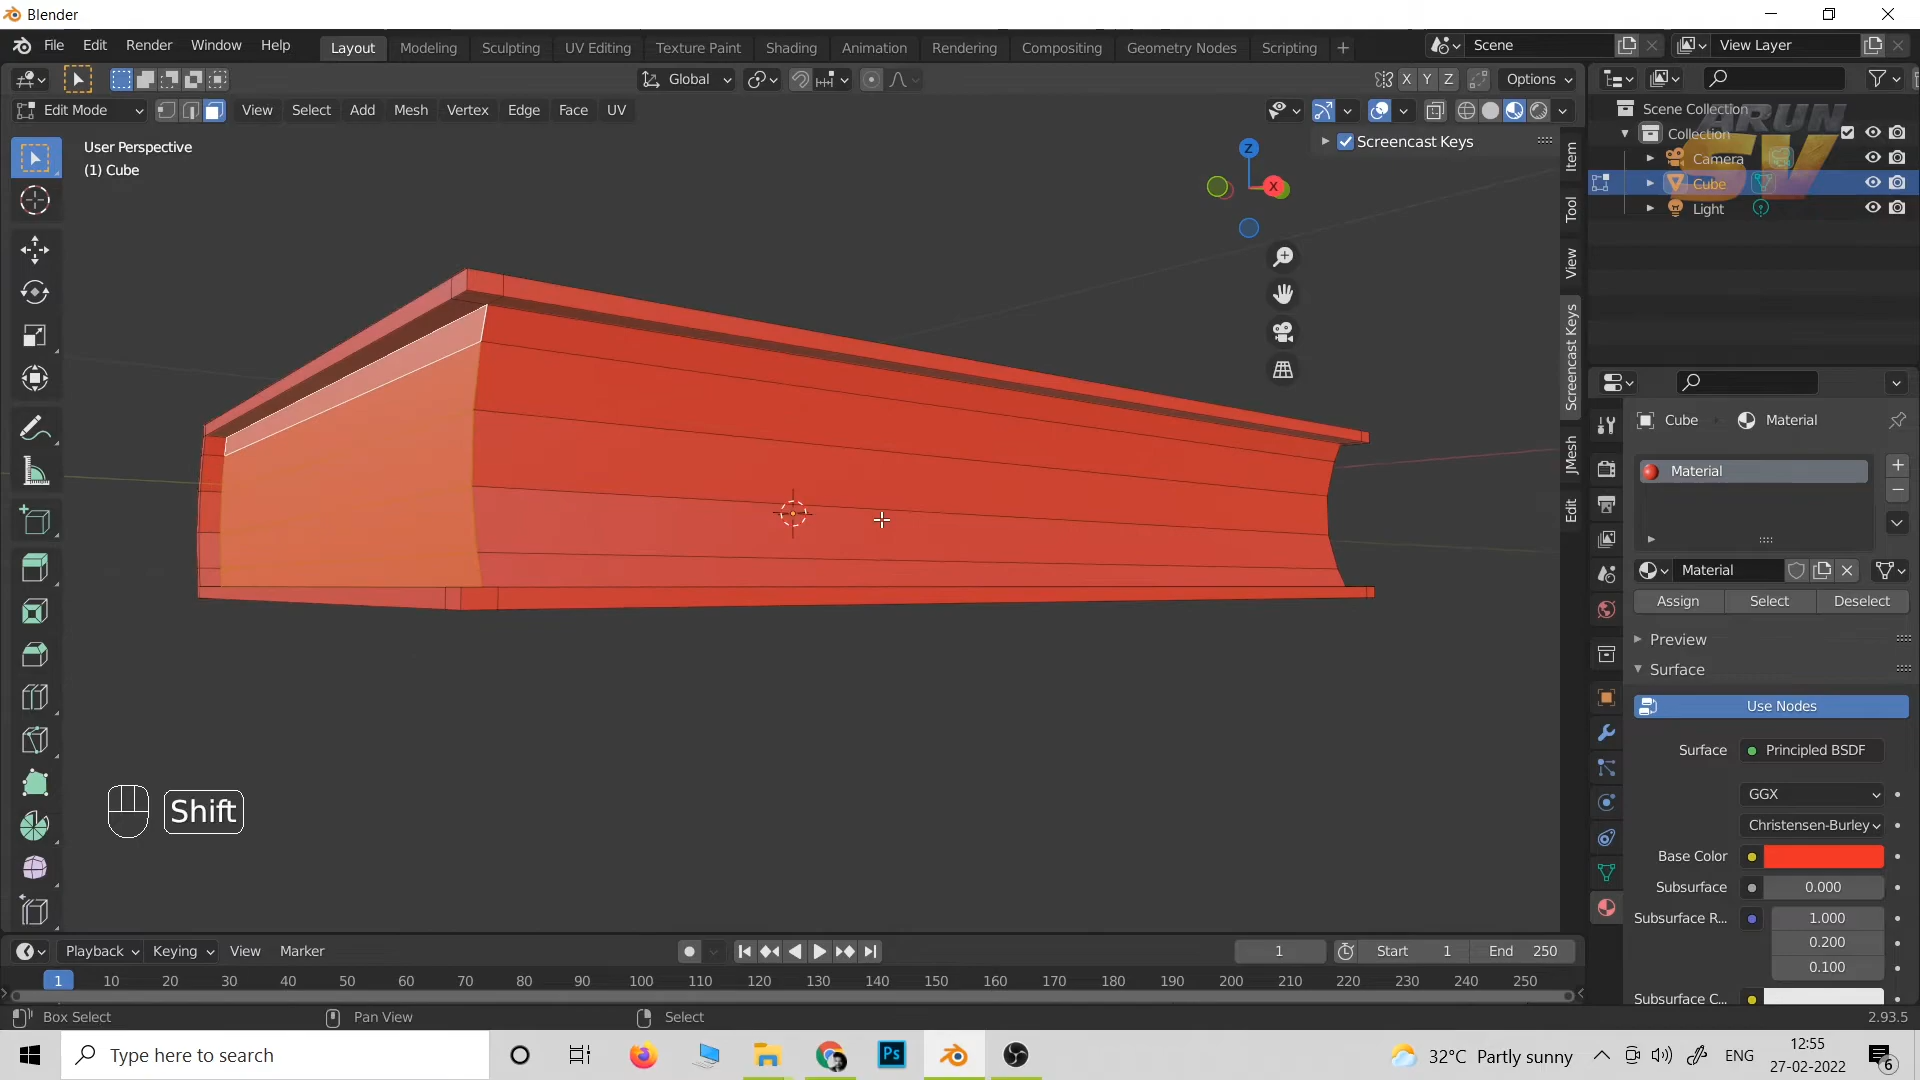 Blender
File Edit Render Window Help
Layout Modeling Sculpting UV Editing Texture Paint Shading Animation Rendering Compositing Geometry Nodes Scripting +
Scene View Layer
Global X Y Z Options
Edit Mode View Select Add Mesh Vertex Edge Face UV
User Perspective
(1) Cube
Screencast Keys
Z
X
Item
Tool
View
Screencast Keys
JMesh
Edit
Scene Collection
Collection
Camera
Cube
Light
ARUN
SV
Cube Material
Material
Material
Assign Select Deselect
Preview
Surface
Use Nodes
Surface Principled BSDF
GGX
Christensen-Burley
Base Color
Subsurface 0.000
Subsurface R... 1.000
0.200
0.100
Subsurface C...
Shift
Playback Keying View Marker 1 Start 1 End 250
1 10 20 30 40 50 60 70 80 90 100 110 120 130 140 150 160 170 180 190 200 210 220 230 240 250
Box Select Pan View Select 2.93.5
Type here to search
Ps
32°C Partly sunny ENG
12:55
27-02-2022
6